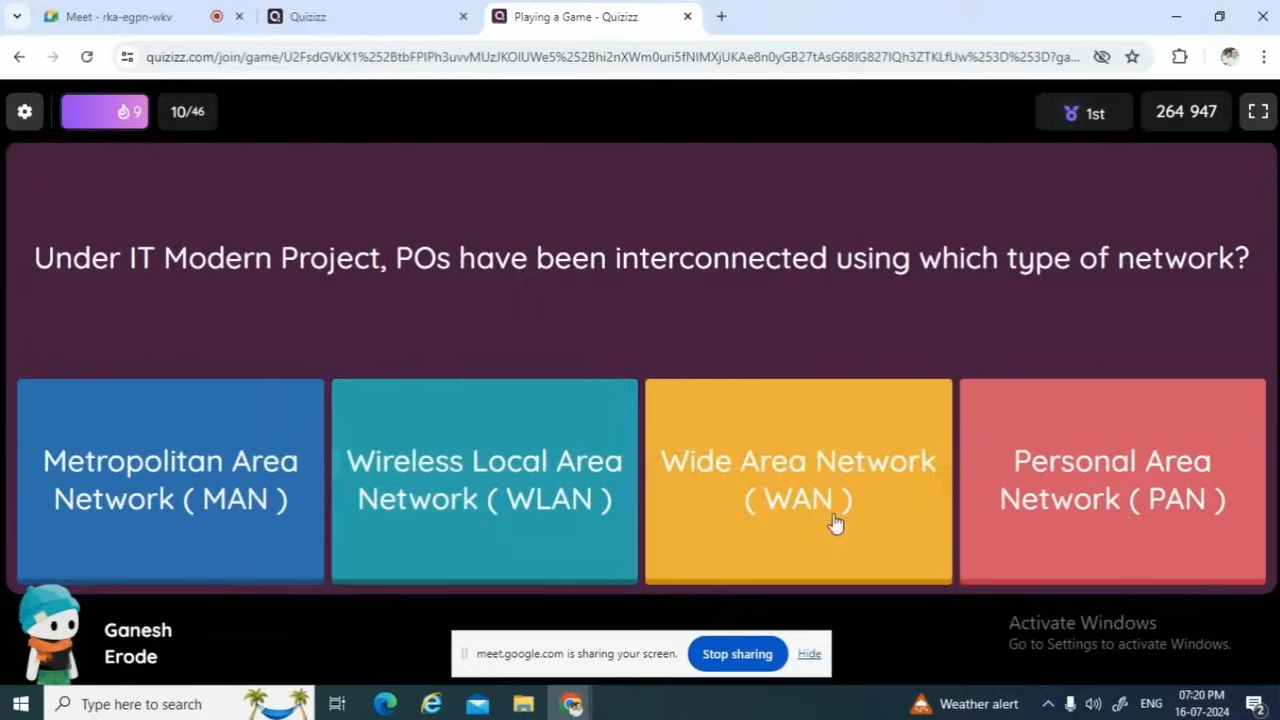 Meet - rka-egpn-wkv
Quizizz
Playing a Game - Quizizz
quizizz.com/join/game/U2FsdGVkX1%252BtbFPIPh3uvvMUzJKOlUWe5%252Bhi2nXWm0uri5fNIMXjUKAe8n0yGB27tAsG68IG827IQh3ZTKLfUw%253D%253D?ga...
9
10/46
1st
264 947
Under IT Modern Project, POs have been interconnected using which type of network?
Metropolitan Area
Network ( MAN )
Wireless Local Area
Network ( WLAN )
Wide Area Network
( WAN )
Personal Area
Network ( PAN )
Ganesh
Erode
meet.google.com is sharing your screen.
Stop sharing
Hide
Activate Windows
Go to Settings to activate Windows.
Type here to search
Weather alert
ENG
07:20 PM
16-07-2024
2